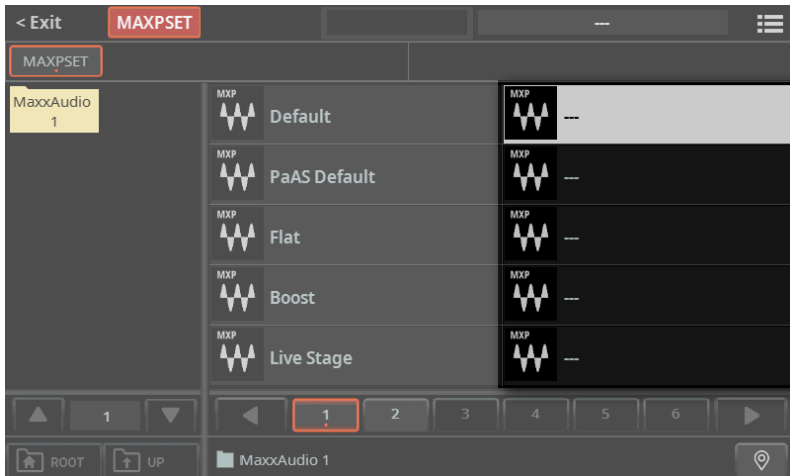 < Exit
MAXPSET
---
MAXPSET
MaxxAudio
1
MXP
Default
MXP
---
MXP
PaAS Default
MXP
---
MXP
Flat
MXP
---
MXP
Boost
MXP
---
MXP
Live Stage
MXP
---
1
1
2
3
4
5
6
ROOT
UP
MaxxAudio 1